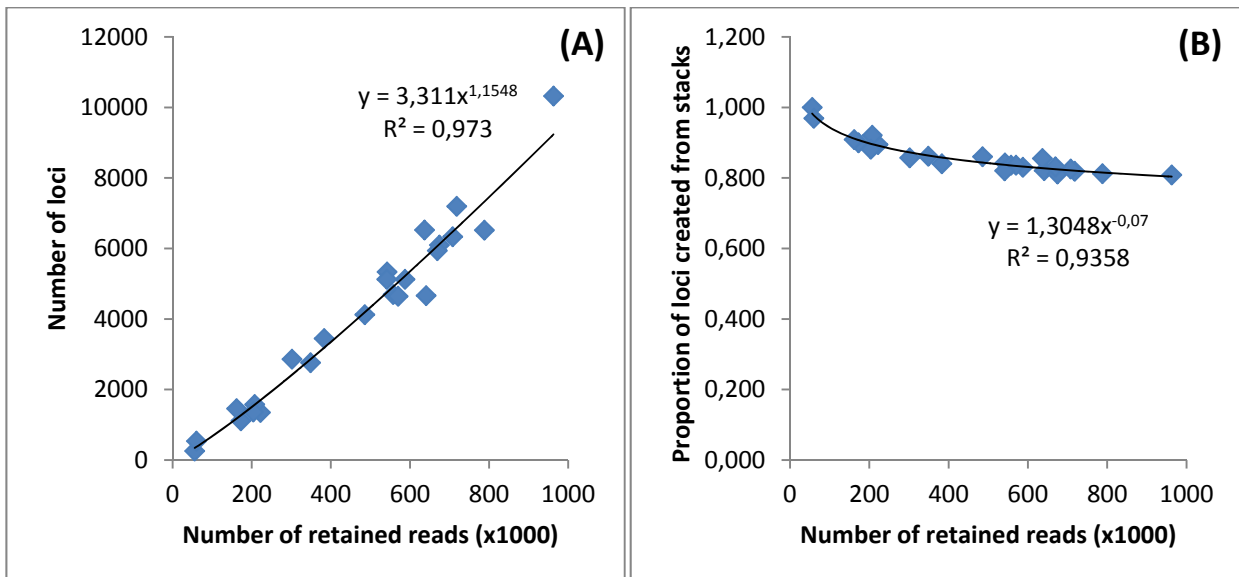 (A)
12000
10000
8000
6000
4000
2000
0
Number of loci
y = 3,311x^1,1548
R² = 0,973
0 200 400 600 800 1000
Number of retained reads (x1000)
(B)
1,200
1,000
0,800
0,600
0,400
0,200
0,000
Proportion of loci created from stacks
y = 1,3048x^-0,07
R² = 0,9358
0 200 400 600 800 1000
Number of retained reads (x1000)